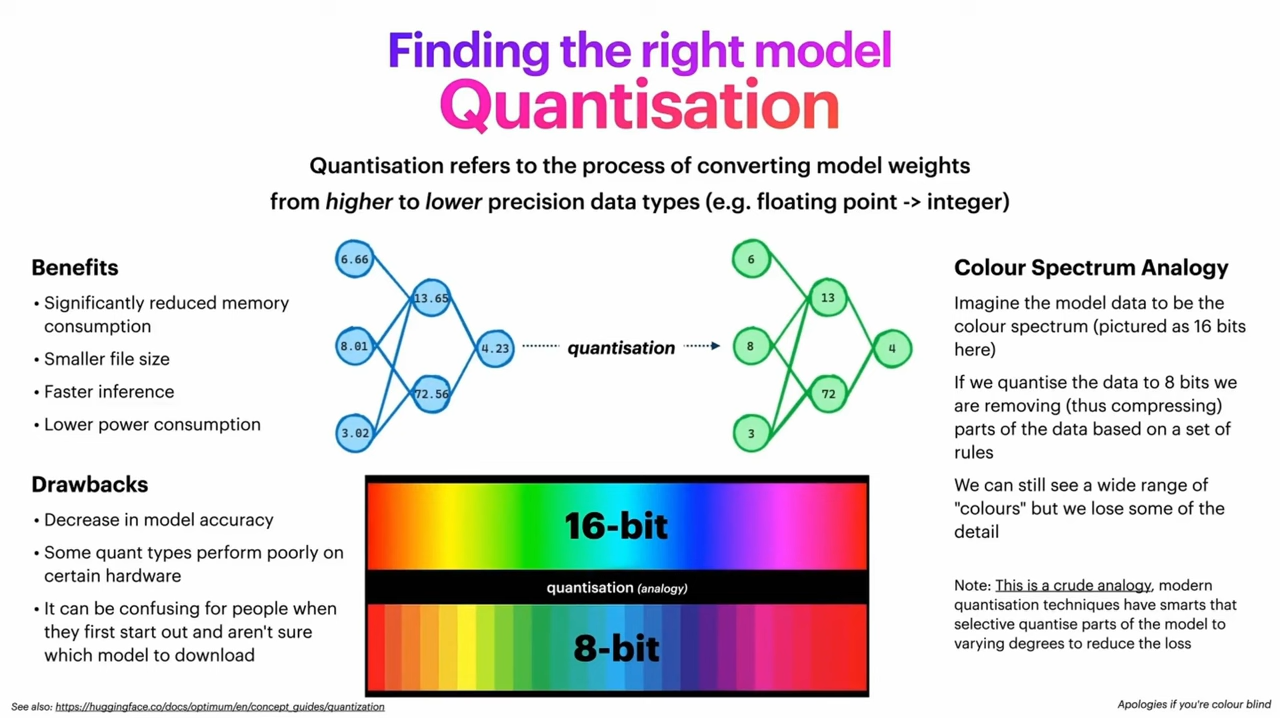 Finding the right model
Quantisation
Quantisation refers to the process of converting model weights
from higher to lower precision data types (e.g. floating point -> integer)
Benefits
• Significantly reduced memory
consumption
• Smaller file size
• Faster inference
• Lower power consumption
Drawbacks
• Decrease in model accuracy
• Some quant types perform poorly on
certain hardware
• It can be confusing for people when
they first start out and aren't sure
which model to download
6.66
13.65
8.01
4.23
72.56
3.02
quantisation
6
13
8
4
72
3
16-bit
quantisation (analogy)
8-bit
Colour Spectrum Analogy
Imagine the model data to be the
colour spectrum (pictured as 16 bits
here)
If we quantise the data to 8 bits we
are removing (thus compressing)
parts of the data based on a set of
rules
We can still see a wide range of
"colours" but we lose some of the
detail
Note: This is a crude analogy, modern
quantisation techniques have smarts that
selective quantise parts of the model to
varying degrees to reduce the loss
See also: https://huggingface.co/docs/optimum/en/concept_guides/quantization
Apologies if you're colour blind